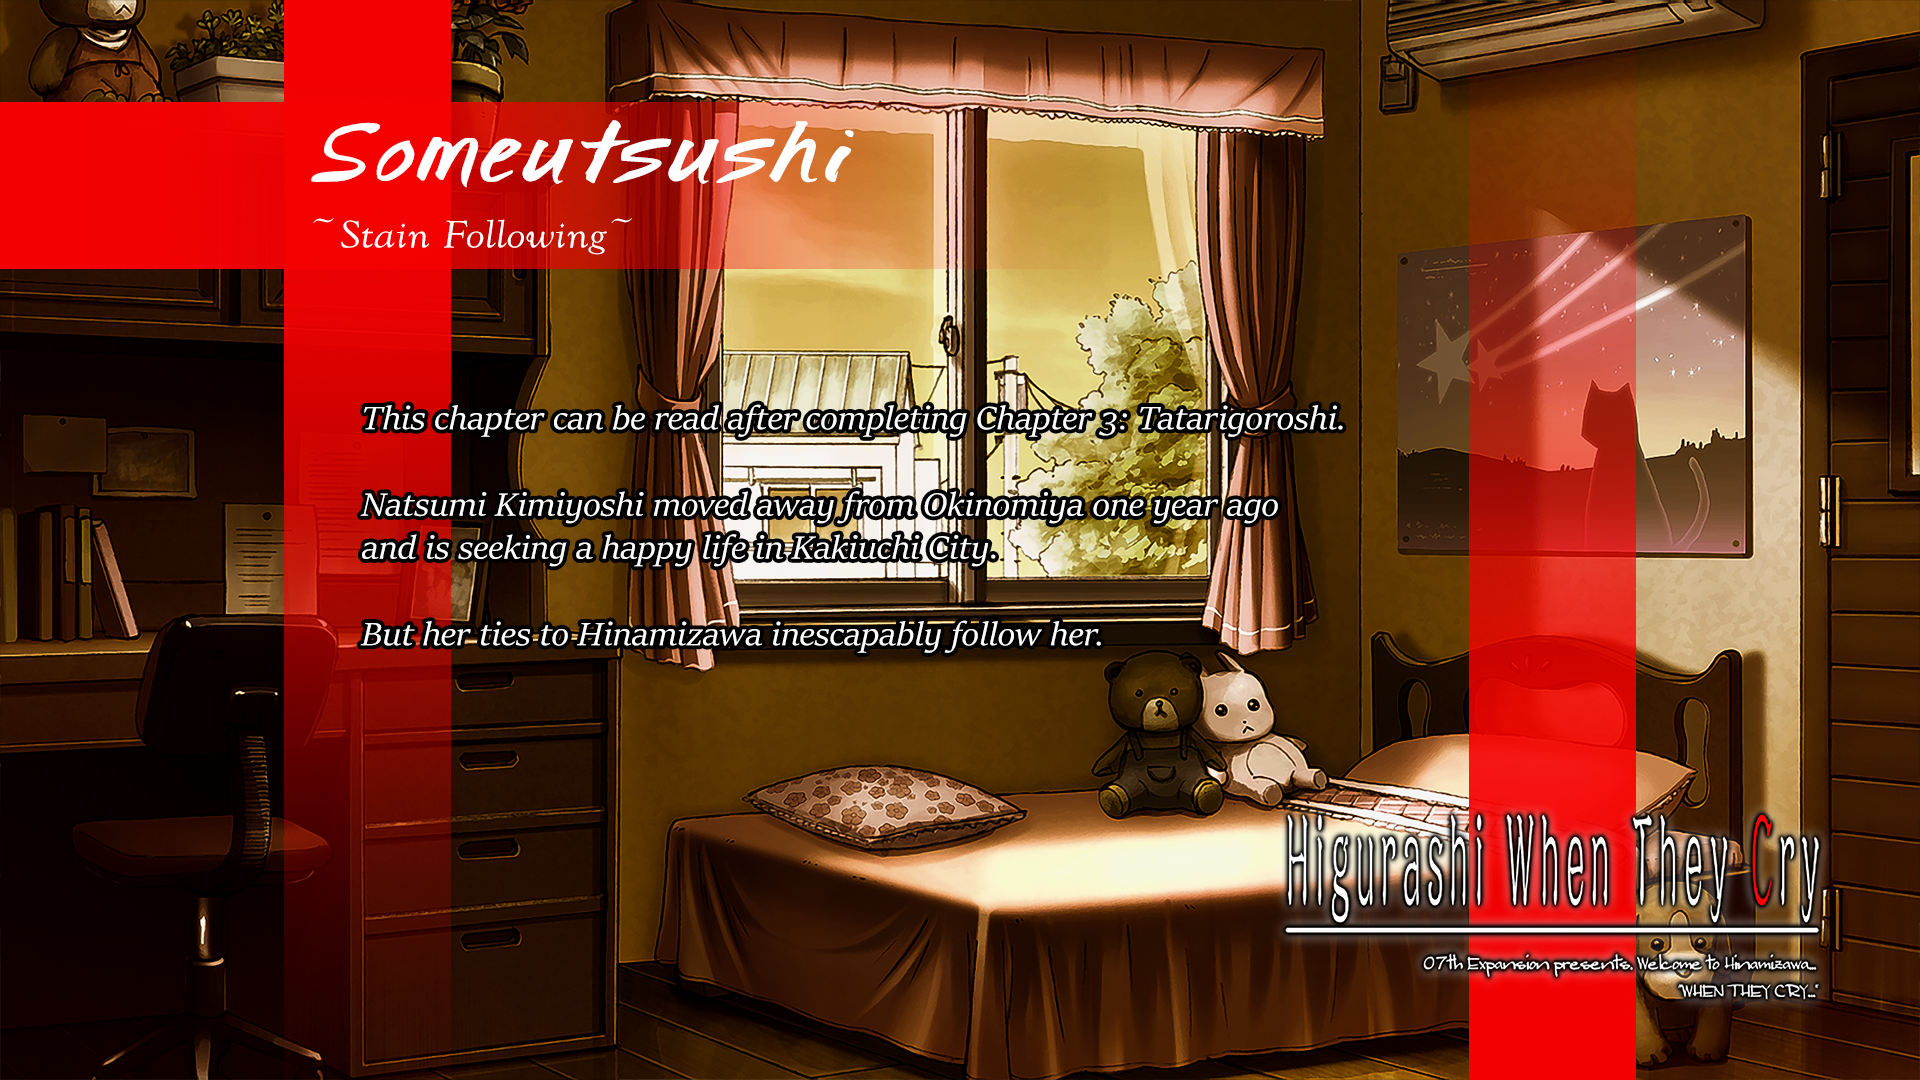 Someutsushi
~Stain Following~
This chapter can be read after completing Chapter 3: Tatarigoroshi.
Natsumi Kimiyoshi moved away from Okinomiya one year ago
and is seeking a happy life in Kakiuchi City.
But her ties to Hinamizawa inescapably follow her.
Higurashi When They Cry
07th Expansion presents. Welcome to Hinamizawa...
"WHEN THEY CRY..."